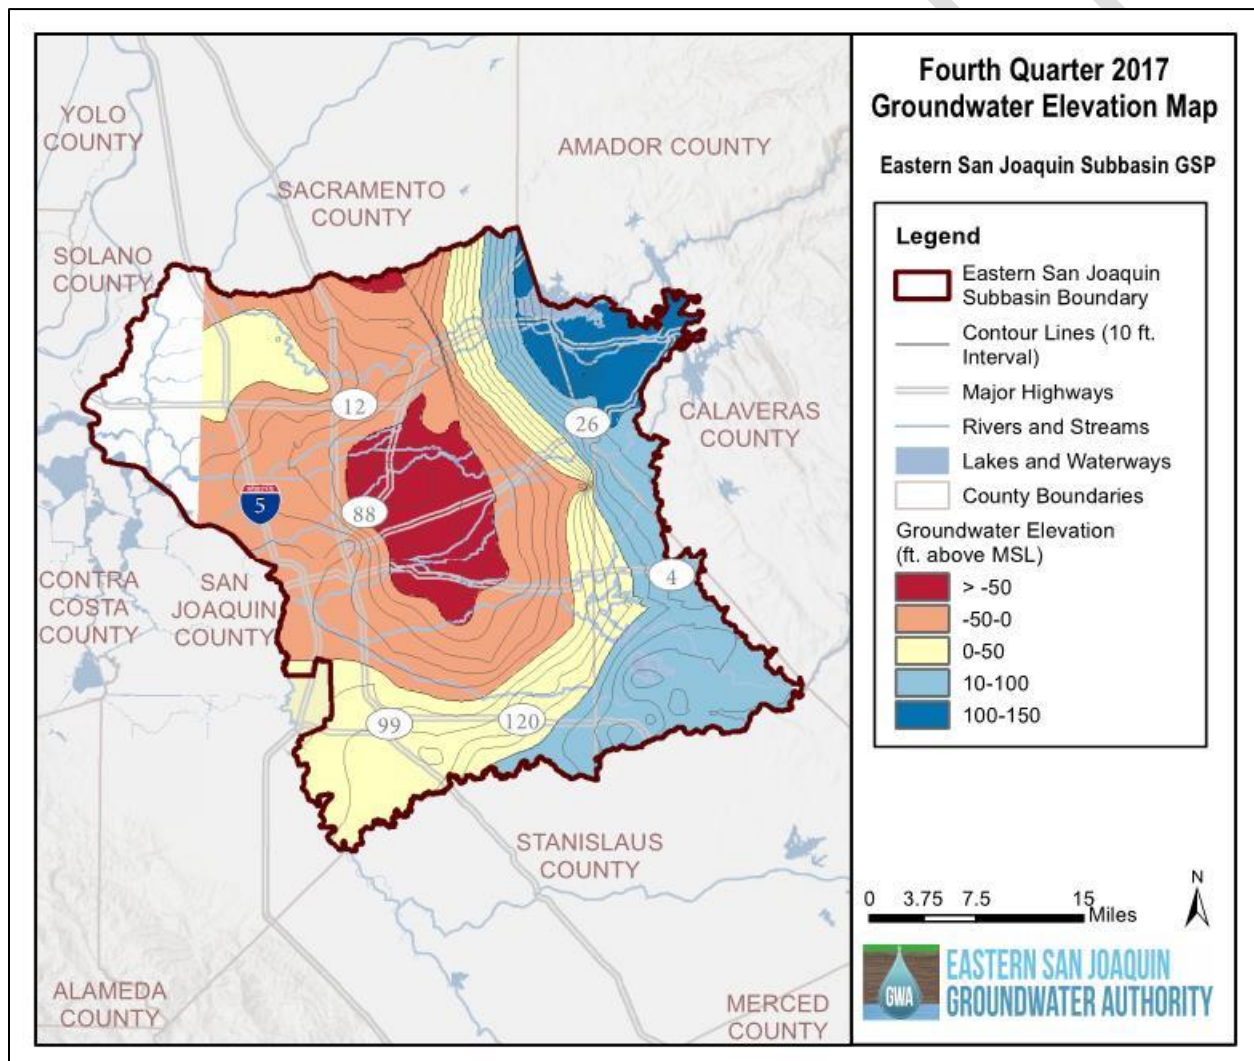 Fourth Quarter 2017
Groundwater Elevation Map
Eastern San Joaquin Subbasin GSP
Legend
Eastern San Joaquin
Subbasin Boundary
Contour Lines (10 ft.
Interval)
Major Highways
Rivers and Streams
Lakes and Waterways
County Boundaries
Groundwater Elevation
(ft. above MSL)
> -50
-50-0
0-50
10-100
100-150
YOLO
COUNTY
AMADOR COUNTY
SACRAMENTO
COUNTY
SOLANO
COUNTY
12
26
CALAVERAS
COUNTY
5
88
4
CONTRA
COSTA
COUNTY
SAN
JOAQUIN
COUNTY
99
120
STANISLAUS
COUNTY
ALAMEDA
COUNTY
MERCED
COUNTY
N
0 3.75 7.5 15
Miles
GWA
EASTERN SAN JOAQUIN
GROUNDWATER AUTHORITY